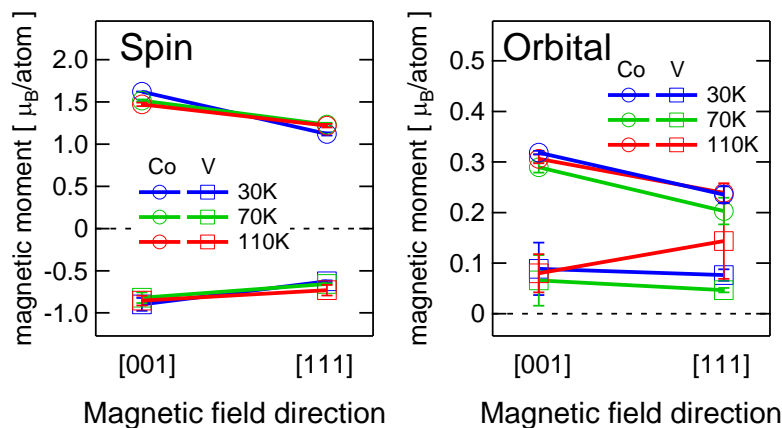 Spin
magnetic moment [ μB/atom]
2.0
1.5
1.0
0.5
0
-0.5
-1.0
Co V
30K
70K
110K
[001] [111]
Magnetic field direction
Orbital
magnetic moment [ μB/atom]
0.5
0.4
0.3
0.2
0.1
0
Co V
30K
70K
110K
[001] [111]
Magnetic field direction